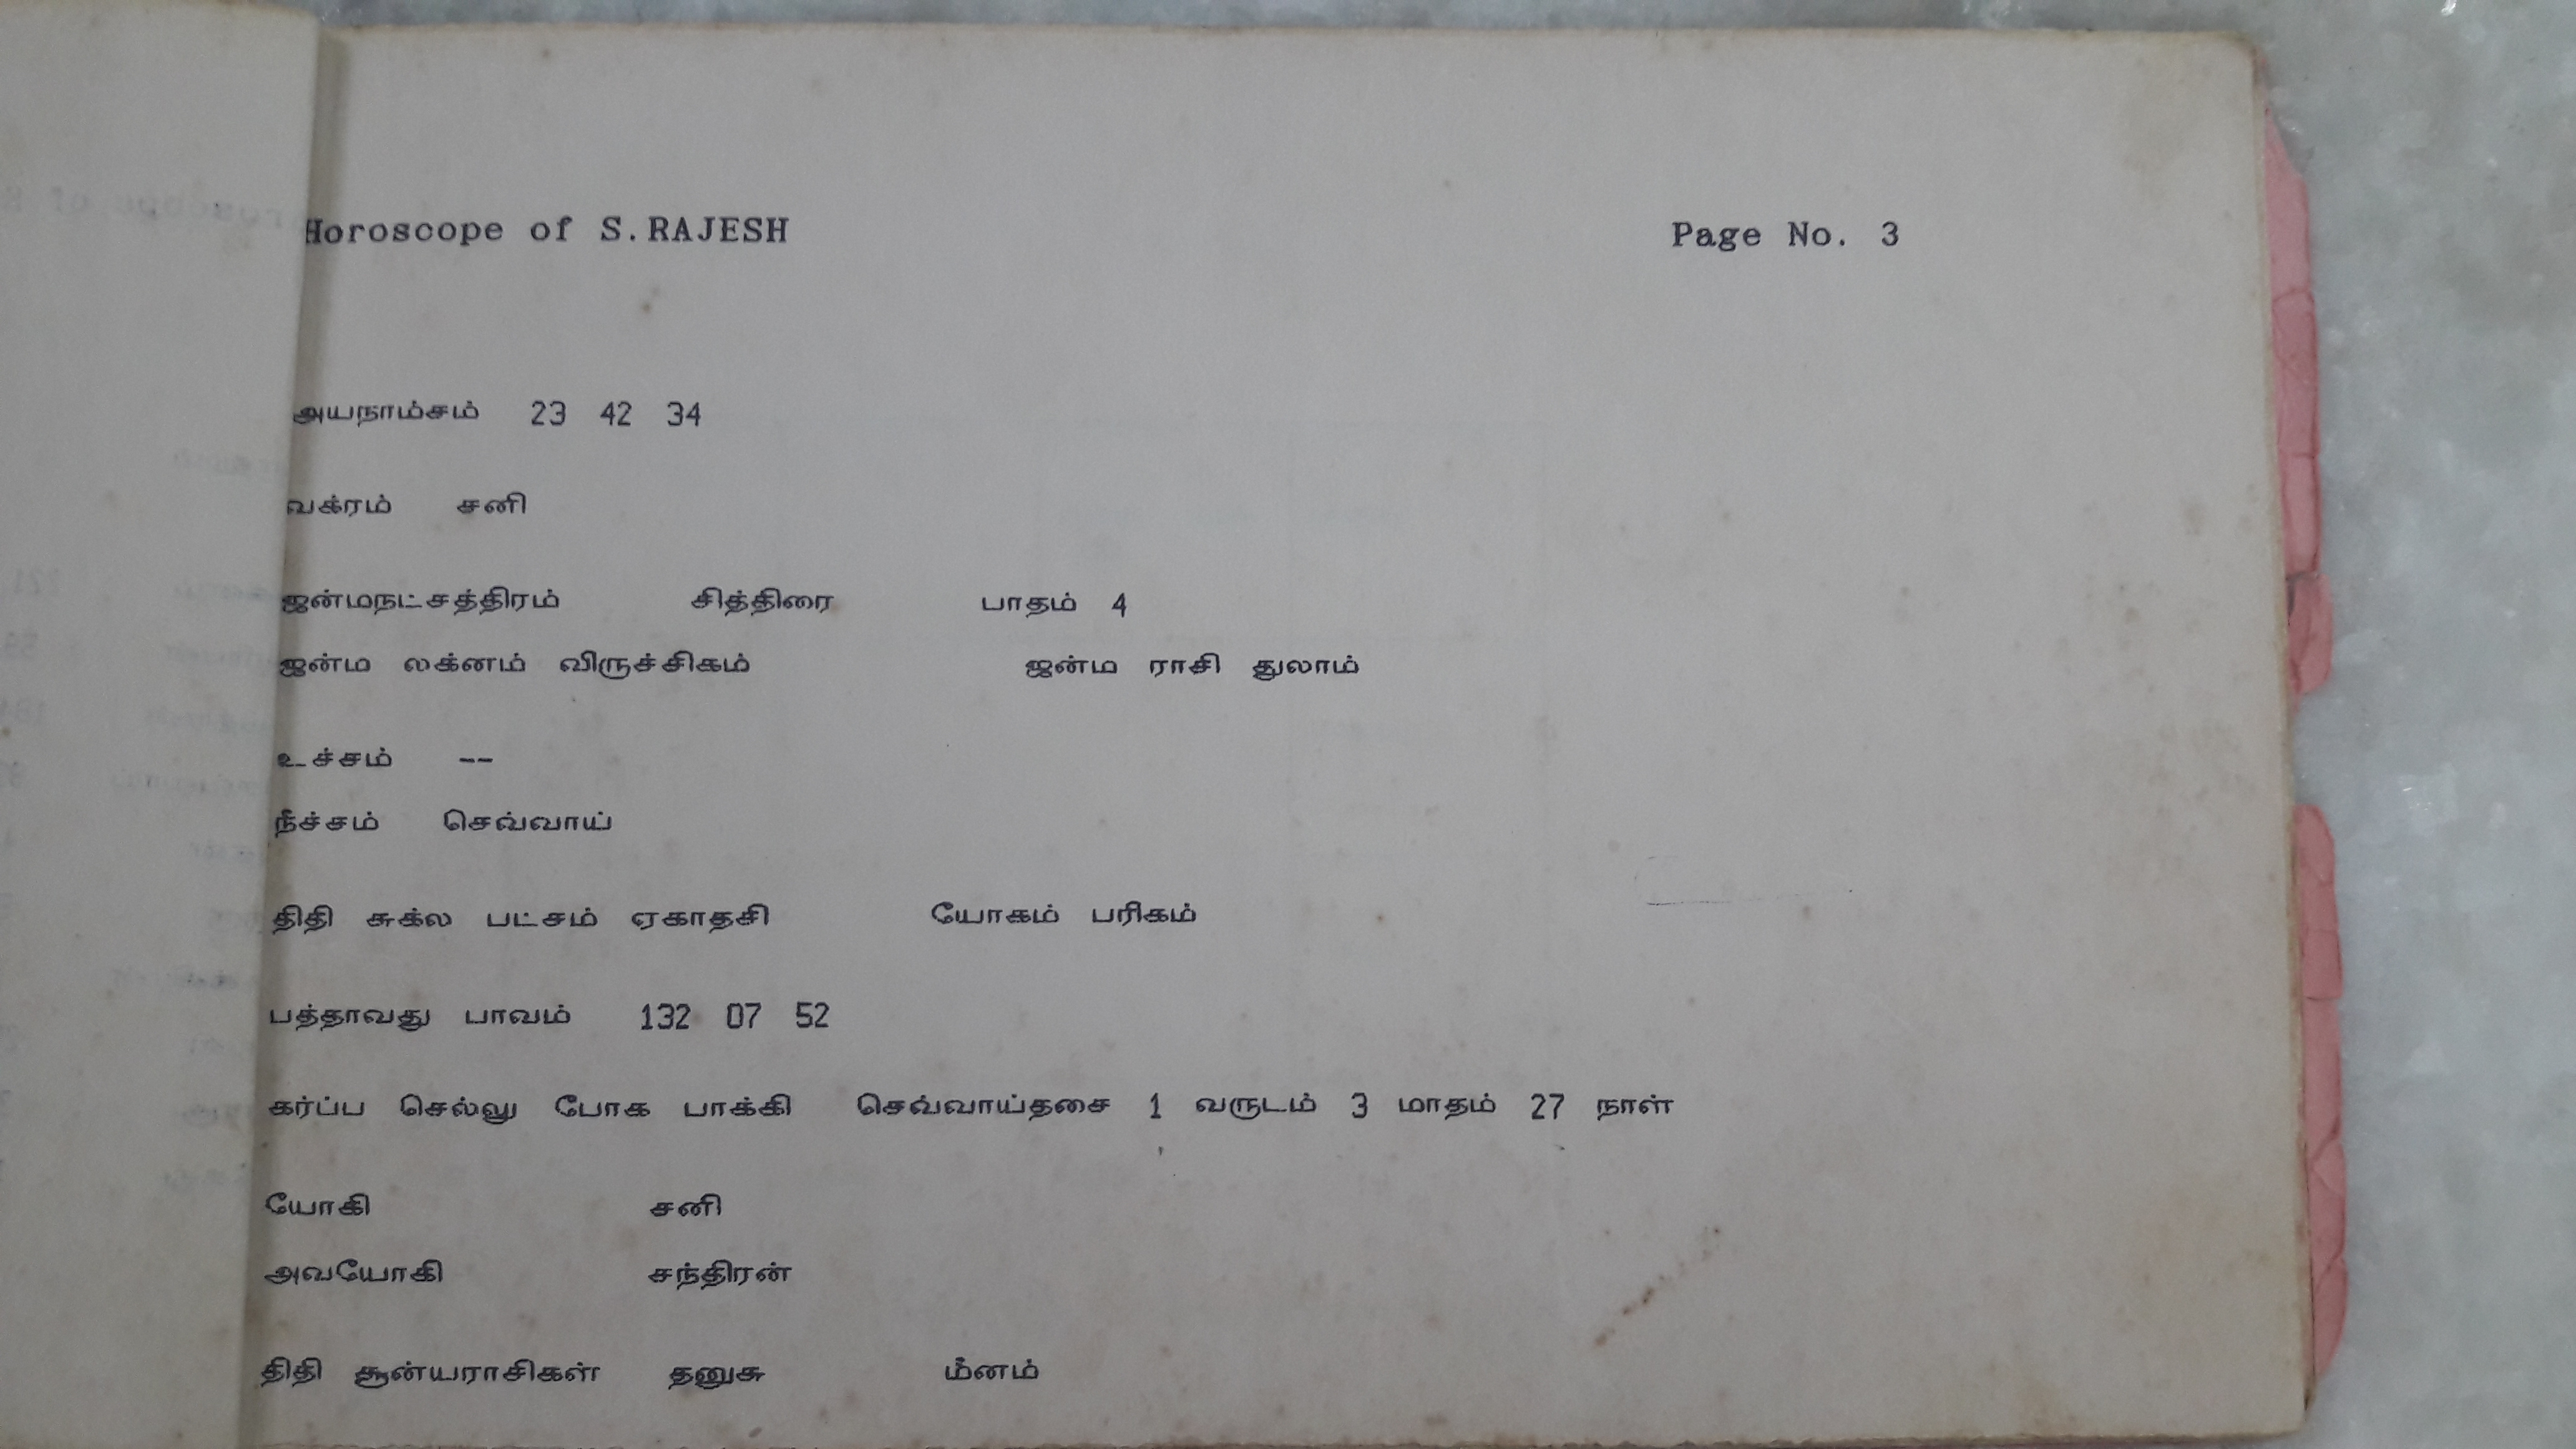 Horoscope of S.RAJESH Page No. 3
அயநாம்சம் 23 42 34
வக்ரம் சனி
ஜன்மநட்சத்திரம் சித்திரை பாதம் 4
ஜன்ம லக்னம் விருச்சிகம் ஜன்ம ராசி துலாம்
உச்சம் --
நீச்சம் செவ்வாய்
திதி சுக்ல பட்சம் ஏகாதசி யோகம் பரிகம்
பத்தாவது பாவம் 132 07 52
கர்ப்ப செல்லு போக பாக்கி செவ்வாய்தசை 1 வருடம் 3 மாதம் 27 நாள்
யோகி சனி
அவயோகி சந்திரன்
திதி சூன்யராசிகள் தனுசு மீனம்